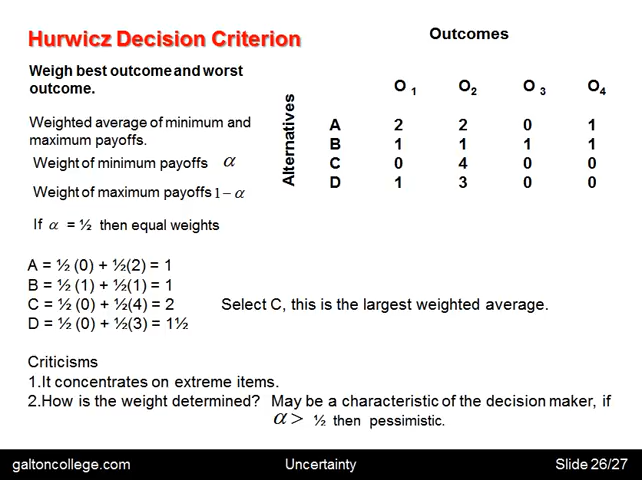 Hurwicz Decision Criterion
Outcomes
Weigh best outcome and worst
outcome.
O 1 O2 O 3 O4
Weighted average of minimum and
maximum payoffs.
Weight of minimum payoffs α
Weight of maximum payoffs 1 − α
If α = ½ then equal weights
Alternatives
A 2 2 0 1
B 1 1 1 1
C 0 4 0 0
D 1 3 0 0
A = ½ (0) + ½(2) = 1
B = ½ (1) + ½(1) = 1
C = ½ (0) + ½(4) = 2 Select C, this is the largest weighted average.
D = ½ (0) + ½(3) = 1½
Criticisms
1.It concentrates on extreme items.
2.How is the weight determined? May be a characteristic of the decision maker, if
α > ½ then pessimistic.
galtoncollege.com Uncertainty Slide 26/27